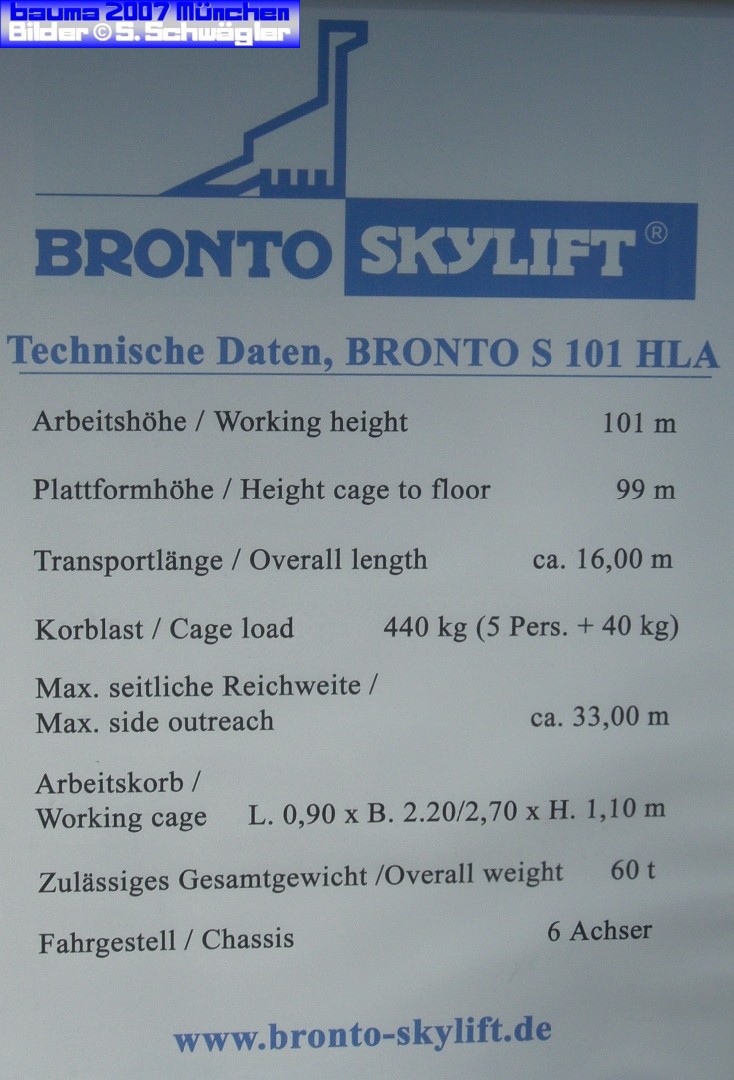 bauma 2007 München
Bilder © S. Schwägler
BRONTO SKYLIFT ®
Technische Daten, BRONTO S 101 HLA
Arbeitshöhe / Working height 101 m
Plattformhöhe / Height cage to floor 99 m
Transportlänge / Overall length ca. 16,00 m
Korblast / Cage load 440 kg (5 Pers. + 40 kg)
Max. seitliche Reichweite /
Max. side outreach ca. 33,00 m
Arbeitskorb /
Working cage L. 0,90 x B. 2.20/2,70 x H. 1,10 m
Zulässiges Gesamtgewicht /Overall weight 60 t
Fahrgestell / Chassis 6 Achser
www.bronto-skylift.de